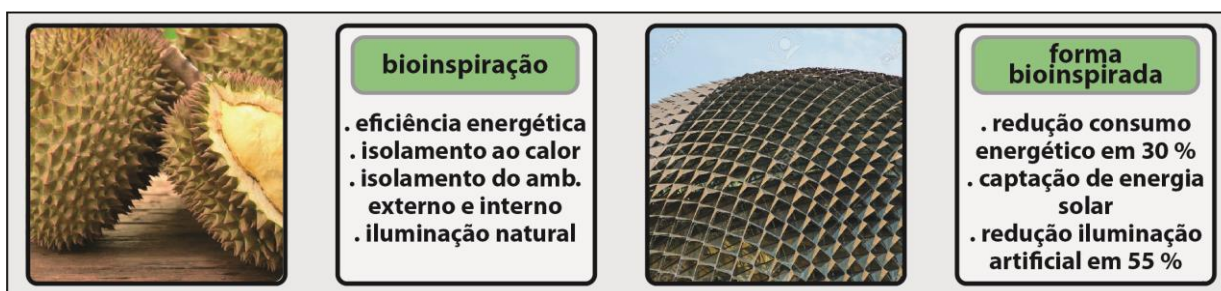 bioinspiração
. eficiência energética
. isolamento ao calor
. isolamento do amb.
externo e interno
. iluminação natural
forma
bioinspirada
. redução consumo
energético em 30 %
. captação de energia
solar
. redução iluminação
artificial em 55 %